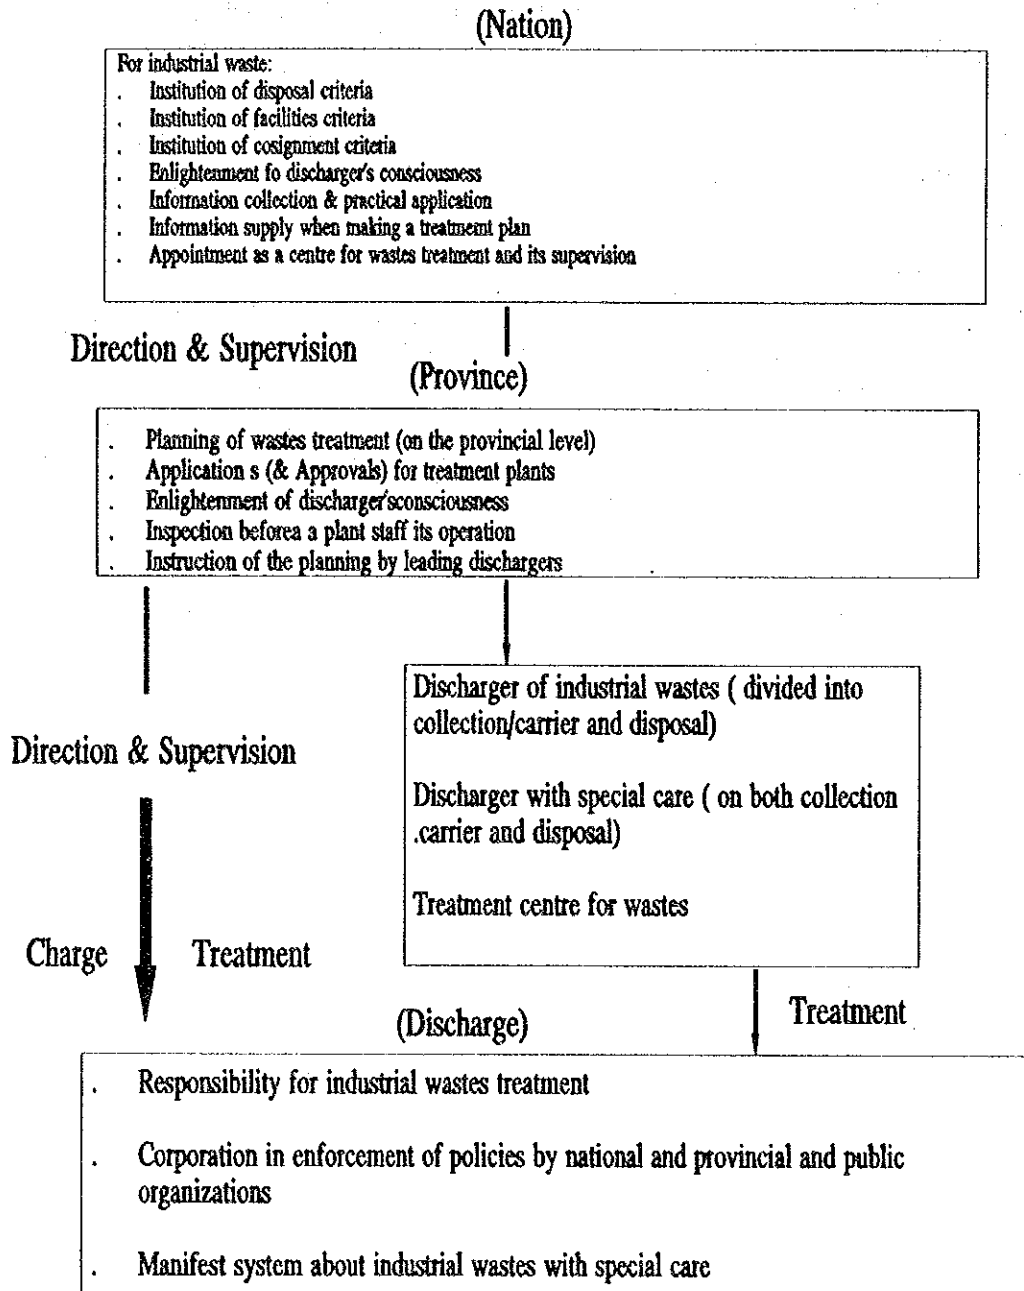 (Nation)
For industrial waste:
. Institution of disposal criteria
. Institution of facilities criteria
. Institution of cosignment criteria
. Enlightenment fo discharger's consciousness
. Information collection & practical application
. Information supply when making a treatmemt plan
. Appointment as a centre for wastes treatment and its supervision
Direction & Supervision
(Province)
. Planning of wastes treatment (on the provincial level)
. Application s (& Approvals) for treatment plants
. Enlightenment of discharger'sconsciousness
. Inspection beforea a plant staff its operation
. Instruction of the planning by leading dischargers
Discharger of industrial wastes ( divided into
collection/carrier and disposal)
Direction & Supervision
Discharger with special care ( on both collection
.carrier and disposal)
Treatment centre for wastes
Charge Treatment
(Discharge)
Treatment
. Responsibility for industrial wastes treatment
. Corporation in enforcement of policies by national and provincial and public
organizations
. Manifest system about industrial wastes with special care